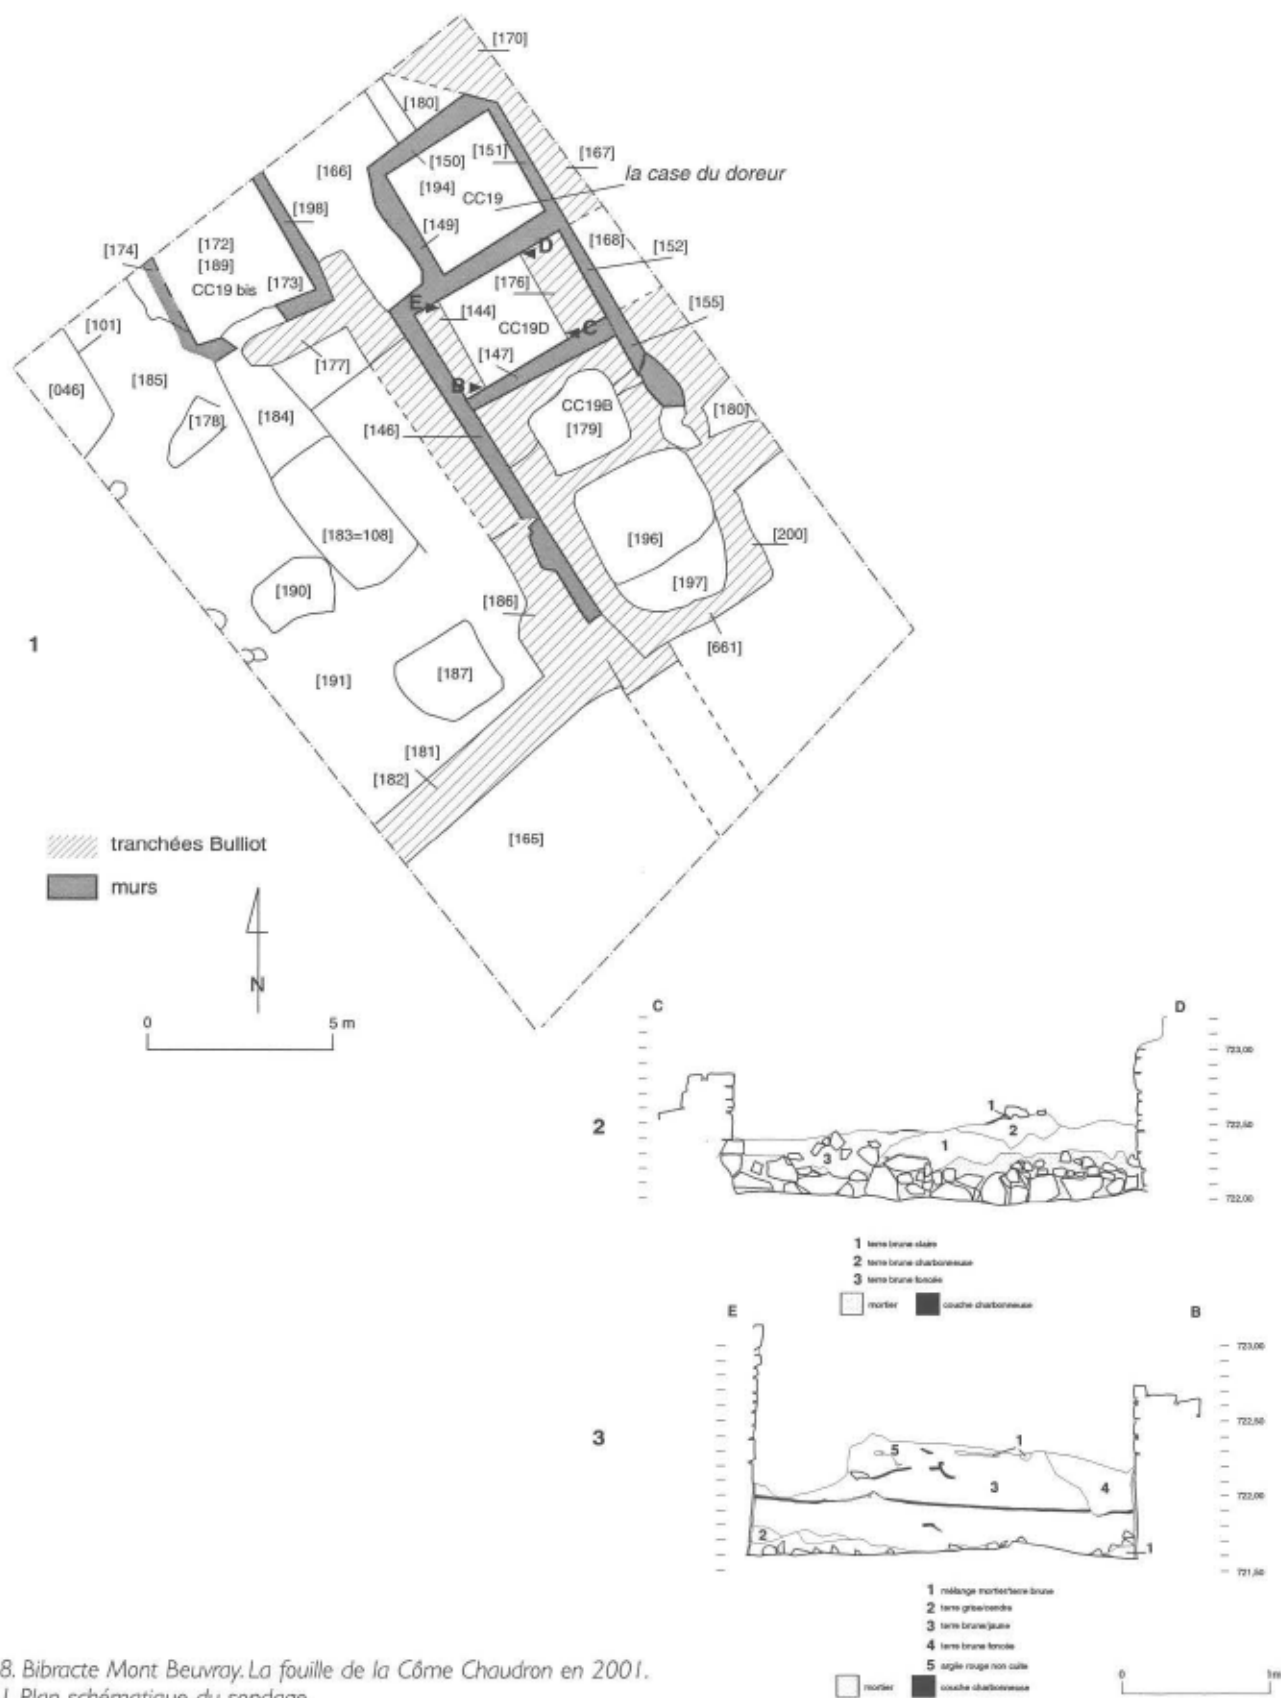 [170]
[180]
[150]
[151]
[167]
la case du doreur
[166]
[194]
CC19
[198]
[149]
[168]
[152]
[174]
[172]
[189]
CC19 bis
[173]
D
[176]
E
[144]
CC19D
C
[155]
[101]
[147]
[177]
[046]
[185]
B
CC19B
[179]
[180]
[178]
[184]
[146]
[183=108]
[196]
[200]
[190]
[197]
[186]
[661]
1
[191]
[187]
[181]
[182]
[165]
tranchées Bulliot
murs
N
0 5 m
C D
723,00
1
2
2
722,50
1
3
722,00
1 terre brune claire
2 terre brune charbonneuse
3 terre brune foncée
mortier couche charbonneuse
E B
723,00
722,50
3
1
5
3
4
722,00
2
1
721,50
1 mélange mortier/terre brune
2 terre grise/cendre
3 terre brune/jaune
4 terre brune foncée
5 argile rouge non cuite
mortier couche charbonneuse
0 1m
8. Bibracte Mont Beuvray. La fouille de la Côme Chaudron en 2001.
1. Plan schématique du sondage